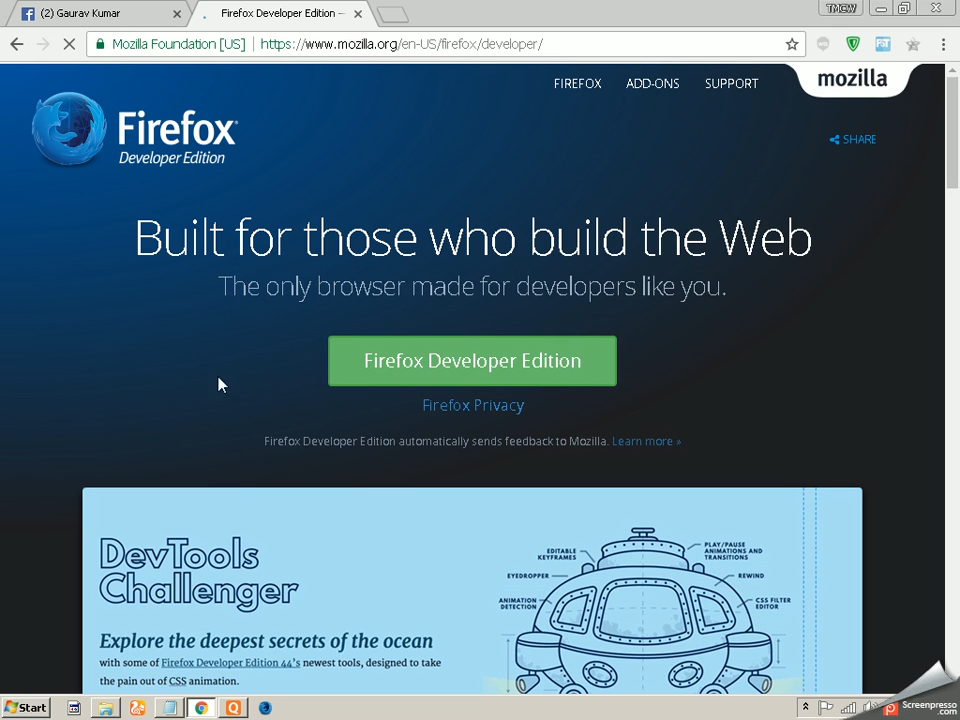 (2) Gaurav Kumar
Firefox Developer Edition —
TMCW
Mozilla Foundation [US]
https://www.mozilla.org/en-US/firefox/developer/
FIREFOX ADD-ONS SUPPORT
mozilla
Firefox
Developer Edition
SHARE
Built for those who build the Web
The only browser made for developers like you.
Firefox Developer Edition
Firefox Privacy
Firefox Developer Edition automatically sends feedback to Mozilla. Learn more »
DevTools
Challenger
Explore the deepest secrets of the ocean
with some of Firefox Developer Edition 44's newest tools, designed to take
the pain out of CSS animation.
EDITABLE
KEYFRAMES
PLAY/PAUSE
ANIMATIONS AND
TRANSITIONS
EYEDROPPER
REWIND
ANIMATION
DETECTION
CSS FILTER
EDITOR
Start
Screenpresso
.com